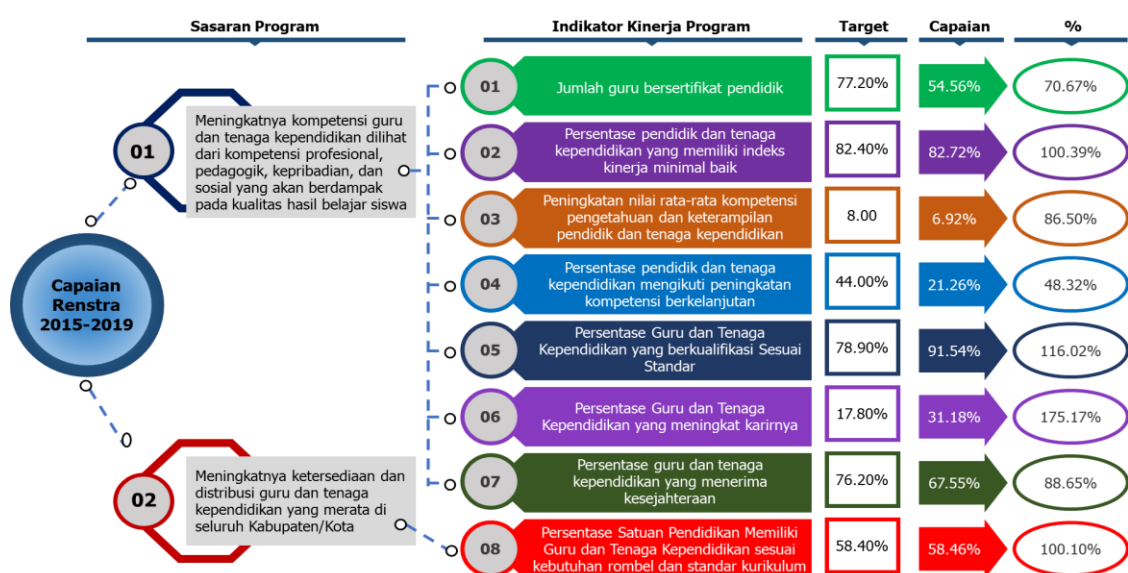 Sasaran Program
Indikator Kinerja Program
Target
Capaian
%
Capaian
Renstra
2015-2019
01
Meningkatnya kompetensi guru
dan tenaga kependidikan dilihat
dari kompetensi profesional,
pedagogik, kepribadian, dan
sosial yang akan berdampak
pada kualitas hasil belajar siswa
02
Meningkatnya ketersediaan dan
distribusi guru dan tenaga
kependidikan yang merata di
seluruh Kabupaten/Kota
01
Jumlah guru bersertifikat pendidik
77.20%
54.56%
70.67%
02
Persentase pendidik dan tenaga
kependidikan yang memiliki indeks
kinerja minimal baik
82.40%
82.72%
100.39%
03
Peningkatan nilai rata-rata kompetensi
pengetahuan dan keterampilan
pendidik dan tenaga kependidikan
8.00
6.92%
86.50%
04
Persentase pendidik dan tenaga
kependidikan mengikuti peningkatan
kompetensi berkelanjutan
44.00%
21.26%
48.32%
05
Persentase Guru dan Tenaga
Kependidikan yang berkualifikasi Sesuai
Standar
78.90%
91.54%
116.02%
06
Persentase Guru dan Tenaga
Kependidikan yang meningkat karirnya
17.80%
31.18%
175.17%
07
Persentase guru dan tenaga
kependidikan yang menerima
kesejahteraan
76.20%
67.55%
88.65%
08
Persentase Satuan Pendidikan Memiliki
Guru dan Tenaga Kependidikan sesuai
kebutuhan rombel dan standar kurikulum
58.40%
58.46%
100.10%